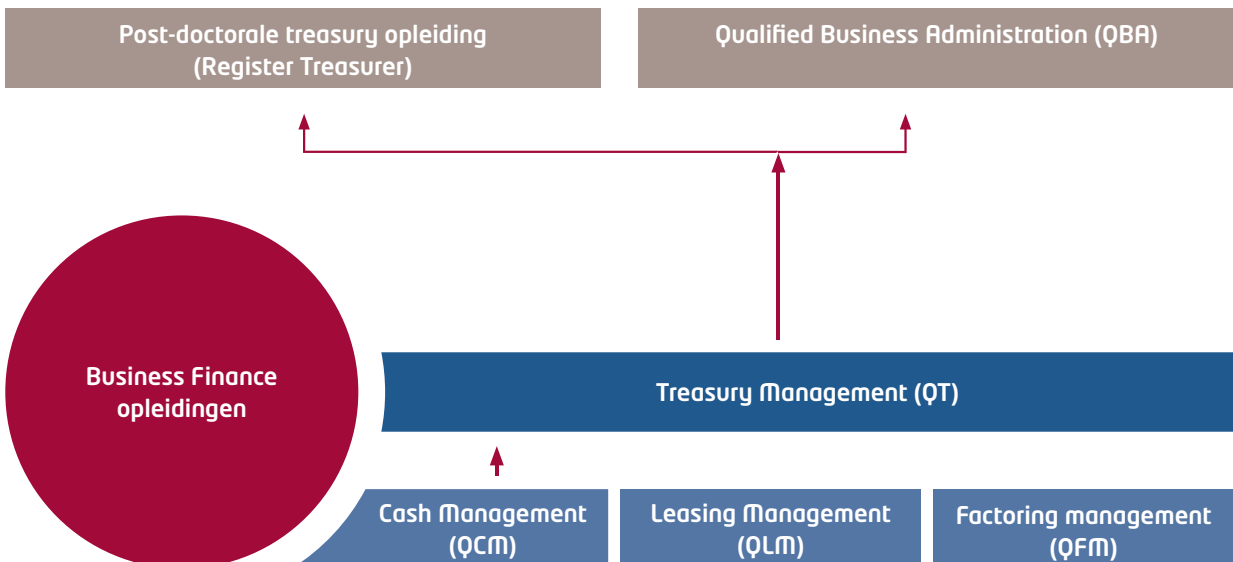 Post-doctorale treasury opleiding
(Register Treasurer)
Qualified Business Administration (QBA)
Business Finance
opleidingen
Treasury Management (QT)
Cash Management
(QCM)
Leasing Management
(QLM)
Factoring management
(QFM)